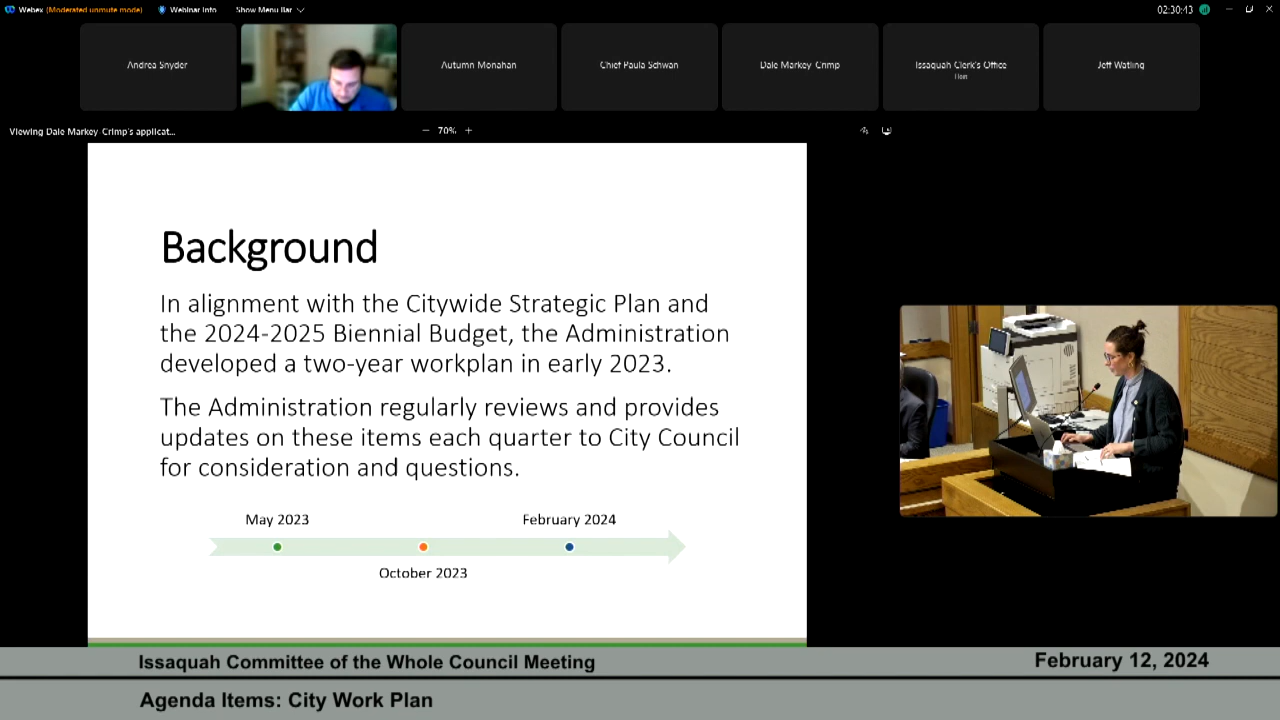 Webex (Moderated unmute mode) Webinar Info Show Menu Bar 02:30:43
Andrea Snyder
Autumn Monahan
Chief Paula Schwan
Dale Markey-Crimp
Issaquah Clerk's Office
Host
Jeff Watling
Viewing Dale Markey-Crimp's applicat...
70%
Background
In alignment with the Citywide Strategic Plan and
the 2024-2025 Biennial Budget, the Administration
developed a two-year workplan in early 2023.
The Administration regularly reviews and provides
updates on these items each quarter to City Council
for consideration and questions.
May 2023
February 2024
October 2023
Issaquah Committee of the Whole Council Meeting
February 12, 2024
Agenda Items: City Work Plan